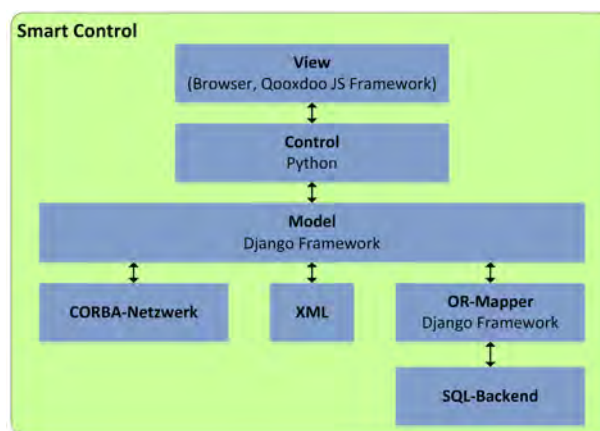 Smart Control
View
(Browser, Qooxdoo JS Framework)
Control
Python
Model
Django Framework
CORBA-Netzwerk
XML
OR-Mapper
Django Framework
SQL-Backend